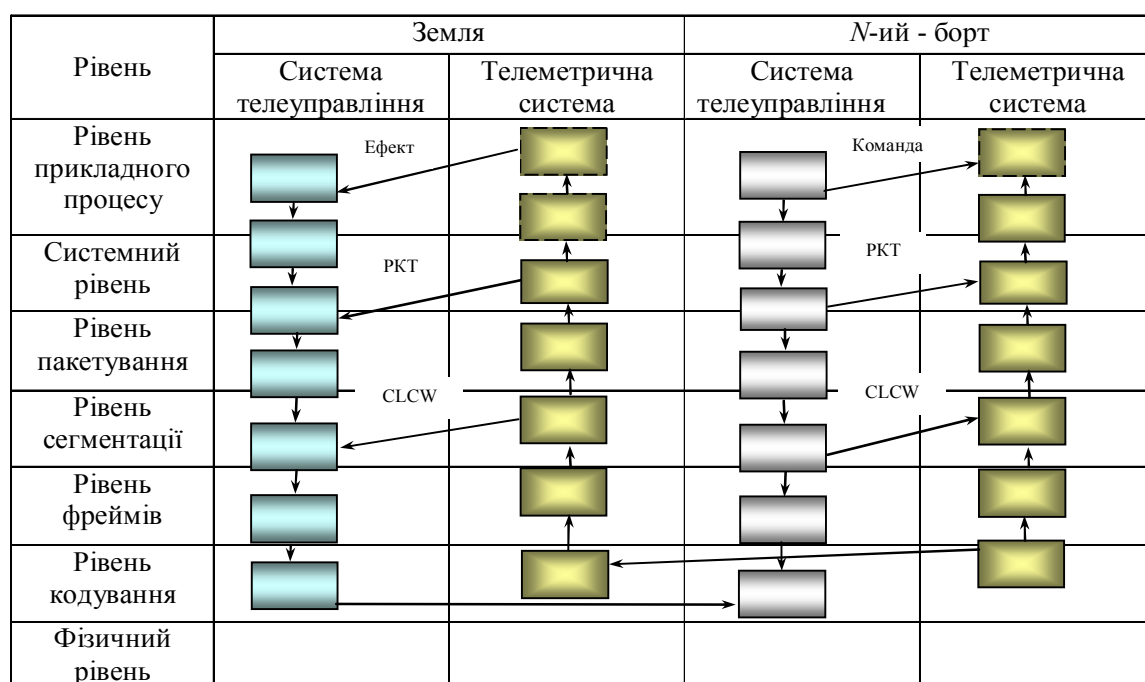 Рівень
Земля
N-ий - борт
Система
телеуправління
Телеметрична
система
Система
телеуправління
Телеметрична
система
Рівень
прикладного
процесу
Ефект
Команда
Системний
рівень
РКТ
РКТ
Рівень
пакетування
Рівень
сегментації
CLCW
CLCW
Рівень
фреймів
Рівень
кодування
Фізичний
рівень